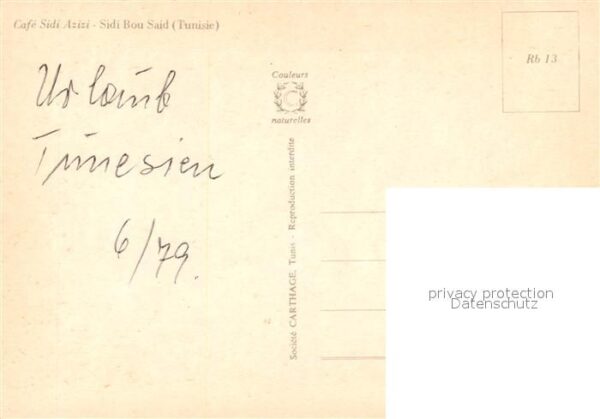 Café Sidi Azizi - Sidi Bou Said (Tunisie)
Urlaub
Tunesien
6/79.
Couleurs
C
naturelles
Société CARTHAGE, Tunis - Reproduction interdite
Rb 13
privacy protection
Datenschutz